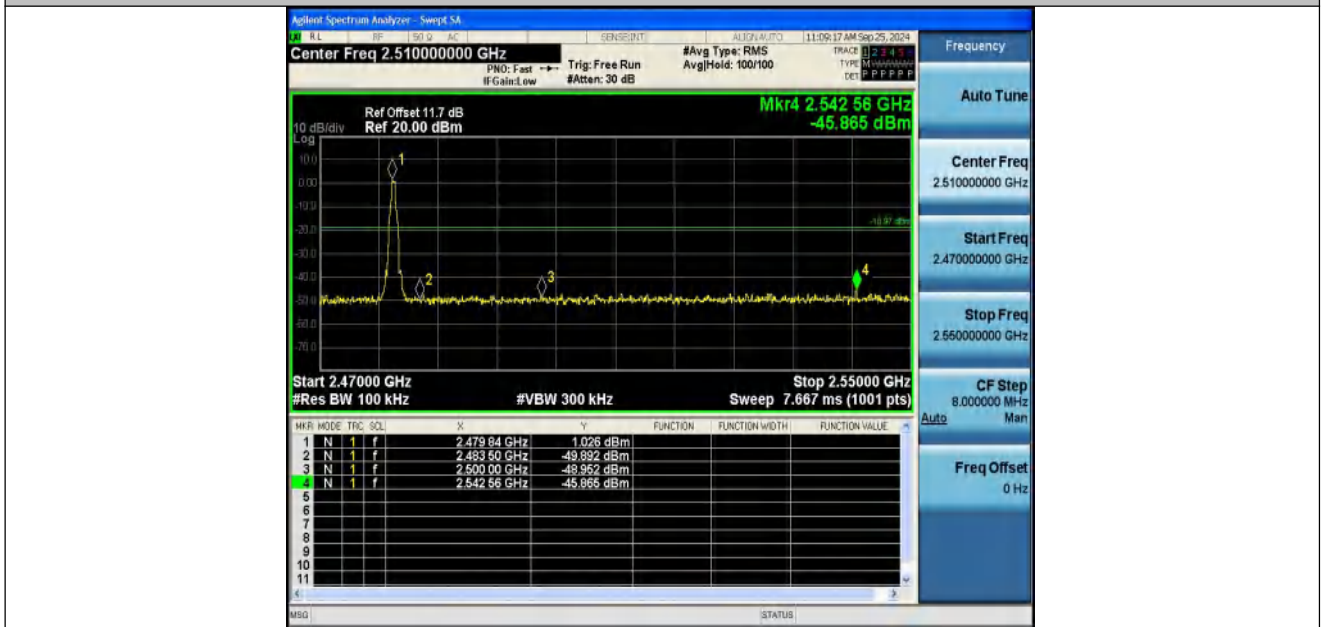 Agilent Spectrum Analyzer - Swept SA
RL RF 50 Ω AC SENSE:INT ALIGN AUTO 11:09:17 AM Sep 25, 2024
Center Freq 2.510000000 GHz
PNO: Fast
IFGain:Low
Trig: Free Run
#Atten: 30 dB
#Avg Type: RMS
Avg|Hold: 100/100
TRACE 1 2 3 4 5
TYPE M
DET P P P P P P
Frequency
Auto Tune
Center Freq
2.510000000 GHz
Start Freq
2.470000000 GHz
Stop Freq
2.550000000 GHz
CF Step
8.000000 MHz
Auto Man
Freq Offset
0 Hz
Mkr4 2.542 56 GHz
-45.865 dBm
Ref Offset 11.7 dB
10 dB/div Ref 20.00 dBm
Log
10.0
0.00
-10.0
-20.0
-30.0
-40.0
-50.0
-60.0
-70.0
1
2
3
4
Start 2.47000 GHz Stop 2.55000 GHz
#Res BW 100 kHz #VBW 300 kHz Sweep 7.667 ms (1001 pts)
MKR MODE TRC SCL X Y FUNCTION FUNCTION WIDTH FUNCTION VALUE
1 N 1 f 2.479 84 GHz 1.026 dBm
2 N 1 f 2.483 50 GHz -49.892 dBm
3 N 1 f 2.500 00 GHz -48.952 dBm
4 N 1 f 2.542 56 GHz -45.865 dBm
5
6
7
8
9
10
11
MSG STATUS